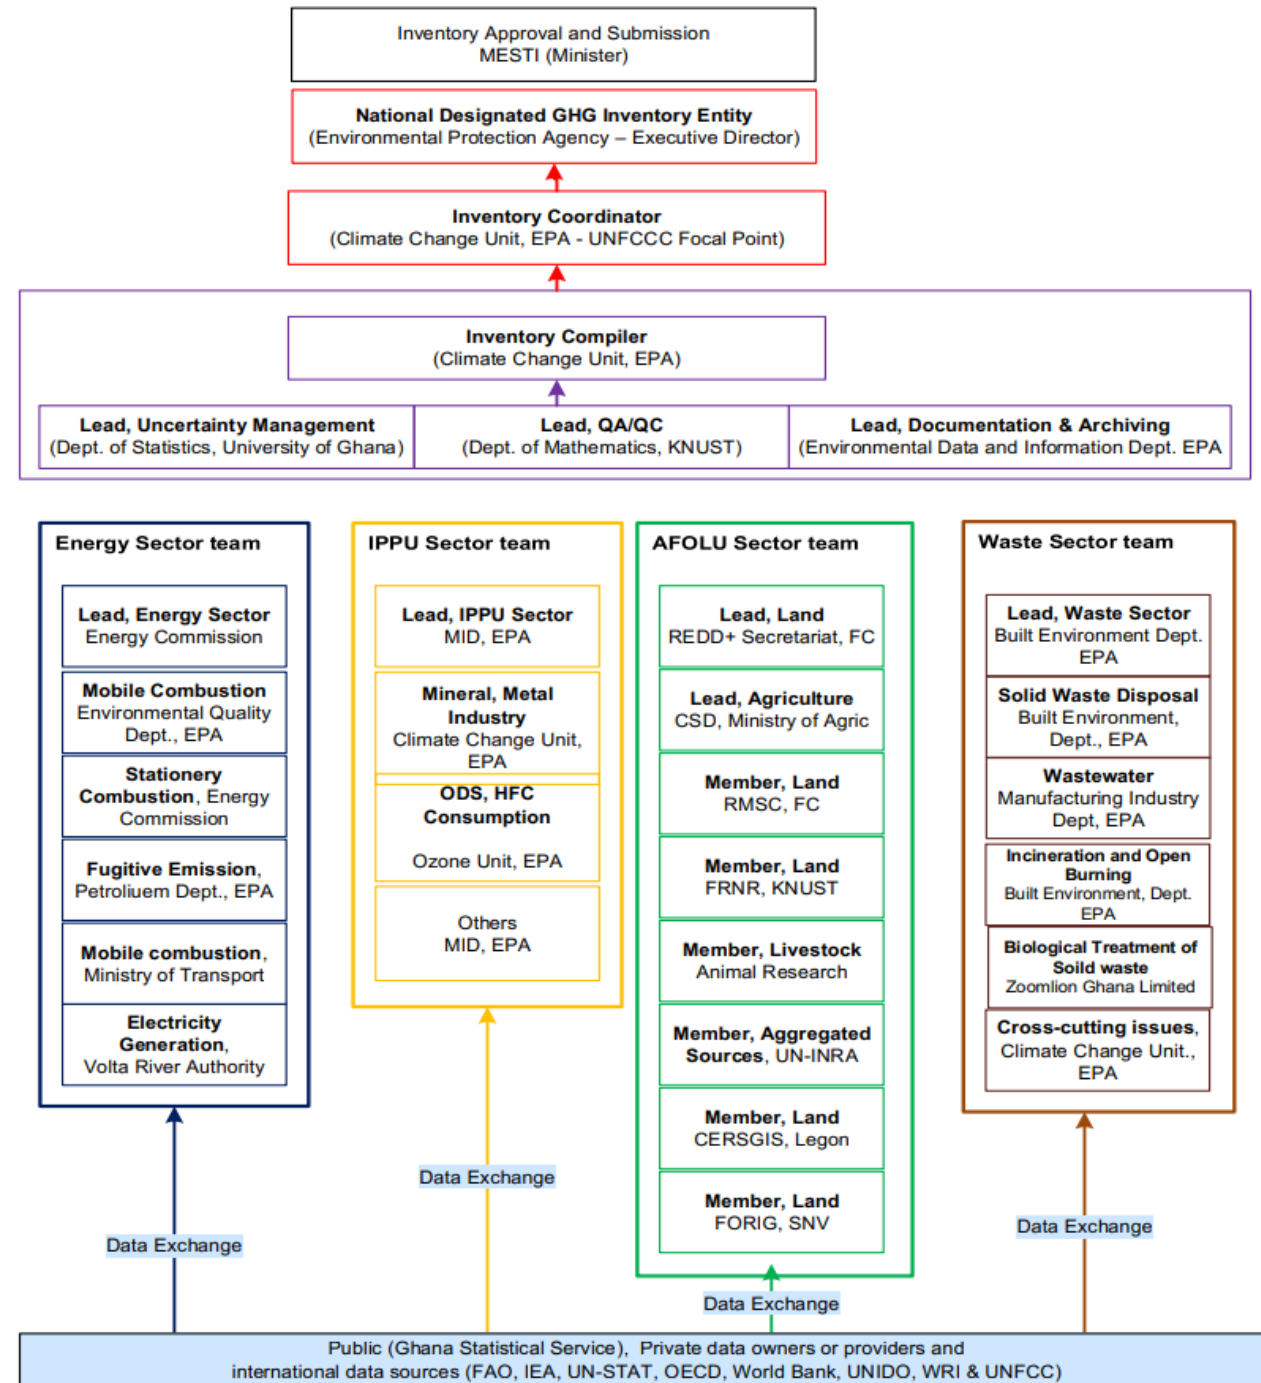 Inventory Approval and Submission
MESTI (Minister)
National Designated GHG Inventory Entity
(Environmental Protection Agency – Executive Director)
Inventory Coordinator
(Climate Change Unit, EPA - UNFCCC Focal Point)
Inventory Compiler
(Climate Change Unit, EPA)
Lead, Uncertainty Management
(Dept. of Statistics, University of Ghana)
Lead, QA/QC
(Dept. of Mathematics, KNUST)
Lead, Documentation & Archiving
(Environmental Data and Information Dept. EPA
Energy Sector team
Lead, Energy Sector
Energy Commission
Mobile Combustion
Environmental Quality
Dept., EPA
Stationery
Combustion, Energy
Commission
Fugitive Emission,
Petroliuem Dept., EPA
Mobile combustion,
Ministry of Transport
Electricity
Generation,
Volta River Authority
Data Exchange
IPPU Sector team
Lead, IPPU Sector
MID, EPA
Mineral, Metal
Industry
Climate Change Unit,
EPA
ODS, HFC
Consumption
Ozone Unit, EPA
Others
MID, EPA
Data Exchange
AFOLU Sector team
Lead, Land
REDD+ Secretariat, FC
Lead, Agriculture
CSD, Ministry of Agric
Member, Land
RMSC, FC
Member, Land
FRNR, KNUST
Member, Livestock
Animal Research
Member, Aggregated
Sources, UN-INRA
Member, Land
CERSGIS, Legon
Member, Land
FORIG, SNV
Data Exchange
Waste Sector team
Lead, Waste Sector
Built Environment Dept.
EPA
Solid Waste Disposal
Built Environment,
Dept., EPA
Wastewater
Manufacturing Industry
Dept, EPA
Incineration and Open
Burning
Built Environment, Dept.
EPA
Biological Treatment of
Soild waste
Zoomlion Ghana Limited
Cross-cutting issues,
Climate Change Unit.,
EPA
Data Exchange
Public (Ghana Statistical Service), Private data owners or providers and
international data sources (FAO, IEA, UN-STAT, OECD, World Bank, UNIDO, WRI & UNFCC)